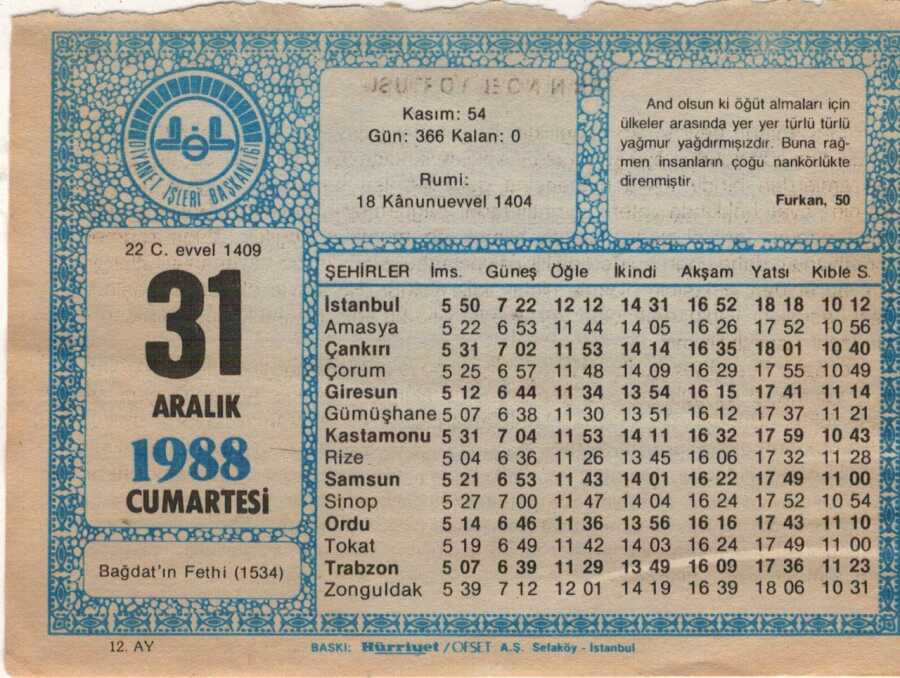 DİYANET İŞLERİ BAŞKANLIĞI
Kasım: 54
Gün: 366 Kalan: 0
Rumi:
18 Kânunuevvel 1404
And olsun ki öğüt almaları için
ülkeler arasında yer yer türlü türlü
yağmur yağdırmışızdır. Buna rağ-
men insanların çoğu nankörlükte
direnmiştir.
Furkan, 50
22 C. evvel 1409
31
ARALIK
1988
CUMARTESİ
Bağdat'ın Fethi (1534)
ŞEHİRLER İms. Güneş Öğle İkindi Akşam Yatsı Kıble S.
İstanbul 5 50 7 22 12 12 14 31 16 52 18 18 10 12
Amasya 5 22 6 53 11 44 14 05 16 26 17 52 10 56
Çankırı 5 31 7 02 11 53 14 14 16 35 18 01 10 40
Çorum 5 25 6 57 11 48 14 09 16 29 17 55 10 49
Giresun 5 12 6 44 11 34 13 54 16 15 17 41 11 14
Gümüşhane 5 07 6 38 11 30 13 51 16 12 17 37 11 21
Kastamonu 5 31 7 04 11 53 14 11 16 32 17 59 10 43
Rize 5 04 6 36 11 26 13 45 16 06 17 32 11 28
Samsun 5 21 6 53 11 43 14 01 16 22 17 49 11 00
Sinop 5 27 7 00 11 47 14 04 16 24 17 52 10 54
Ordu 5 14 6 46 11 36 13 56 16 16 17 43 11 10
Tokat 5 19 6 49 11 42 14 03 16 24 17 49 11 00
Trabzon 5 07 6 39 11 29 13 49 16 09 17 36 11 23
Zonguldak 5 39 7 12 12 01 14 19 16 39 18 06 10 31
12. AY
BASKI: Hürriyet / OFSET A.Ş. Sefaköy - İstanbul